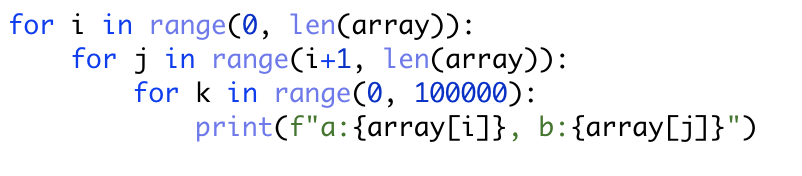 for i in range(0, len(array)):
    for j in range(i+1, len(array)):
        for k in range(0, 100000):
            print(f"a:{array[i]}, b:{array[j]}")